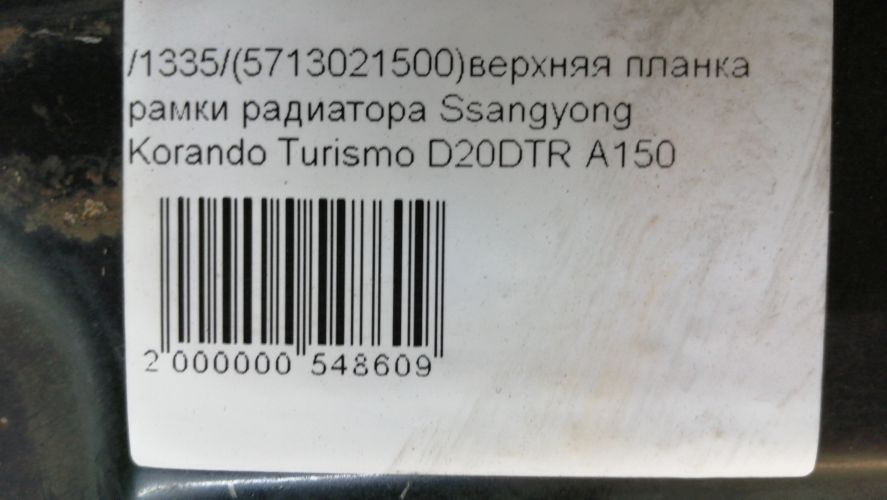 /1335/(5713021500)верхняя планка
рамки радиатора Ssangyong
Korando Turismo D20DTR A150
2 000000 548609